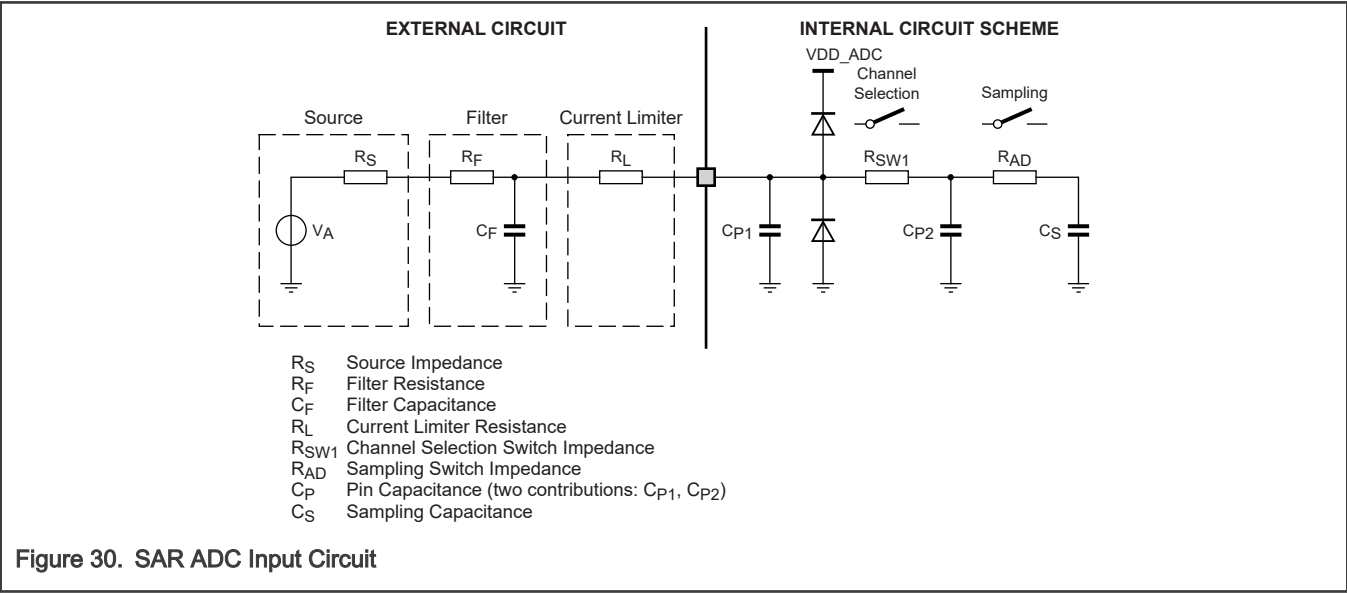 EXTERNAL CIRCUIT
INTERNAL CIRCUIT SCHEME
VDD_ADC
Channel
Selection
Sampling
Source
Filter
Current Limiter
RS
RF
RL
RSW1
RAD
VA
CF
CP1
CP2
CS
RS Source Impedance
RF Filter Resistance
CF Filter Capacitance
RL Current Limiter Resistance
RSW1 Channel Selection Switch Impedance
RAD Sampling Switch Impedance
CP Pin Capacitance (two contributions: CP1, CP2)
CS Sampling Capacitance
Figure 30. SAR ADC Input Circuit